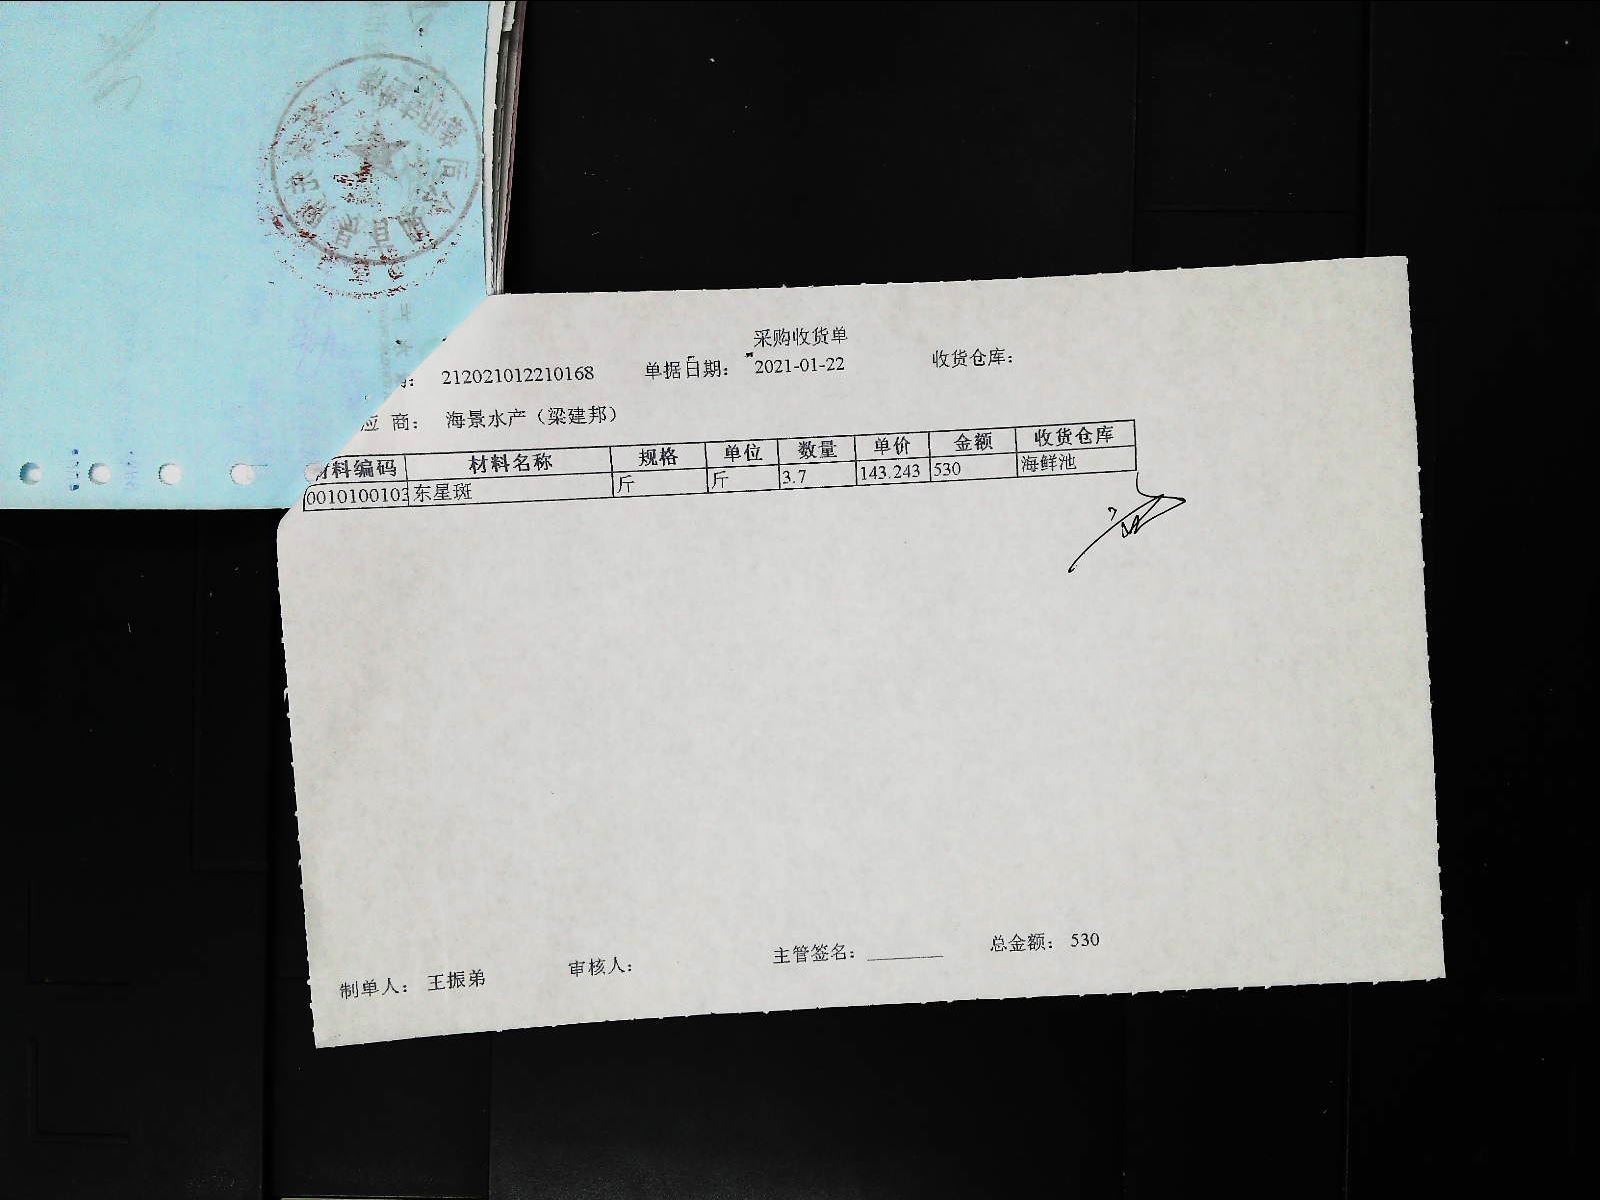 采购收货单
212021012210168 单据日期： 2021-01-22 收货仓库：
应 商： 海景水产（梁建邦）
材料编码 材料名称 规格 单位 数量 单价 金额 收货仓库
0010100103 东星斑 斤 斤 3.7 143.243 530 海鲜池
制单人： 王振弟 审核人： 主管签名： 总金额： 530